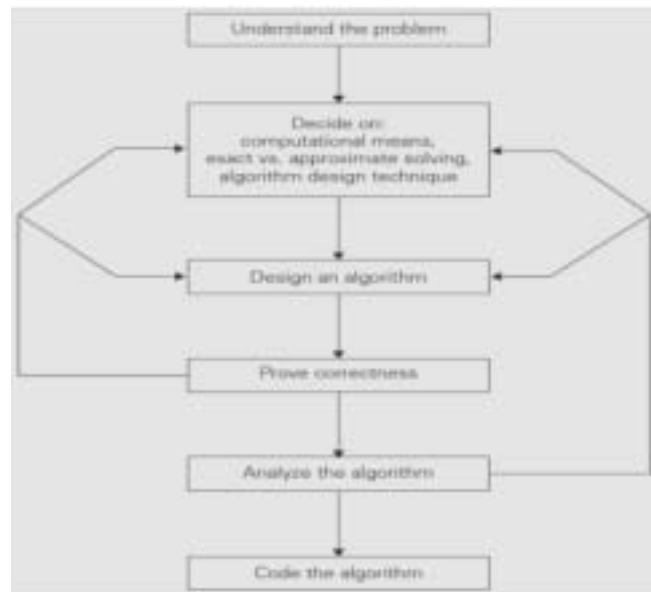 Understand the problem
Decide on:
computational means,
exact vs. approximate solving,
algorithm design technique
Design an algorithm
Prove correctness
Analyze the algorithm
Code the algorithm